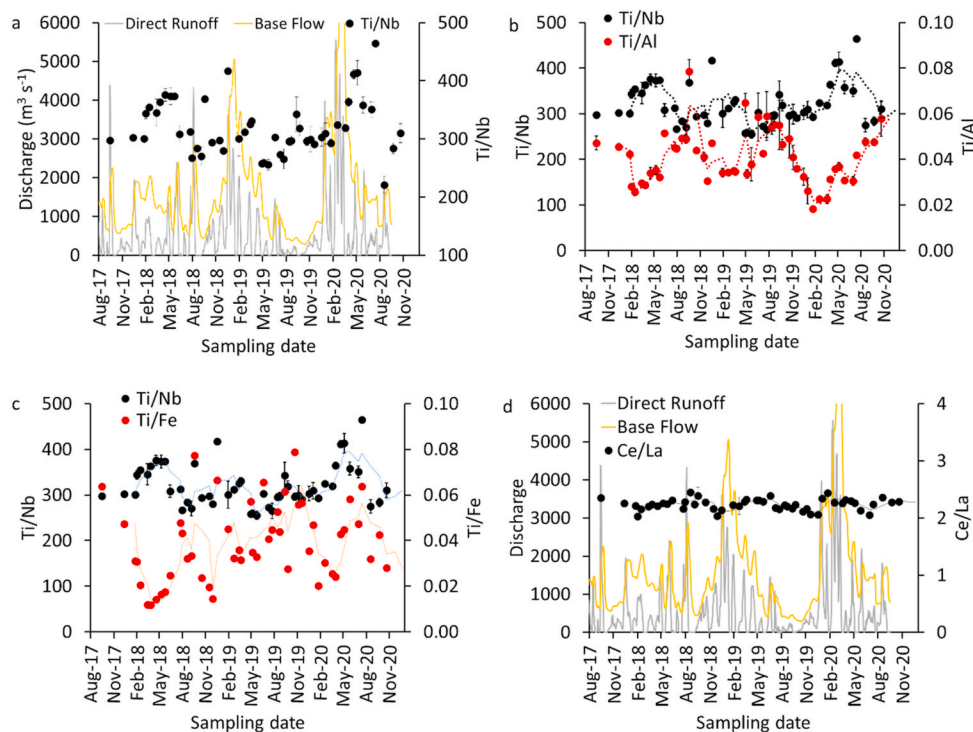 a
Direct Runoff Base Flow Ti/Nb
Discharge (m³ s⁻¹)
6000
5000
4000
3000
2000
1000
0
500
400
300
200
100
Ti/Nb
Aug-17 Nov-17 Feb-18 May-18 Aug-18 Nov-18 Feb-19 May-19 Aug-19 Nov-19 Feb-20 May-20 Aug-20 Nov-20
Sampling date
b
Ti/Nb
Ti/Al
Ti/Nb
500
400
300
200
100
0
0.10
0.08
0.06
0.04
0.02
0.00
Ti/Al
Aug-17 Nov-17 Feb-18 May-18 Aug-18 Nov-18 Feb-19 May-19 Aug-19 Nov-19 Feb-20 May-20 Aug-20 Nov-20
Sampling date
c
Ti/Nb
Ti/Fe
Ti/Nb
500
400
300
200
100
0
0.10
0.08
0.06
0.04
0.02
0.00
Ti/Fe
Aug-17 Nov-17 Feb-18 May-18 Aug-18 Nov-18 Feb-19 May-19 Aug-19 Nov-19 Feb-20 May-20 Aug-20 Nov-20
Sampling date
d
Direct Runoff
Base Flow
Ce/La
Discharge
6000
5000
4000
3000
2000
1000
0
4
3
2
1
0
Ce/La
Aug-17 Nov-17 Feb-18 May-18 Aug-18 Nov-18 Feb-19 May-19 Aug-19 Nov-19 Feb-20 May-20 Aug-20 Nov-20
Sampling date